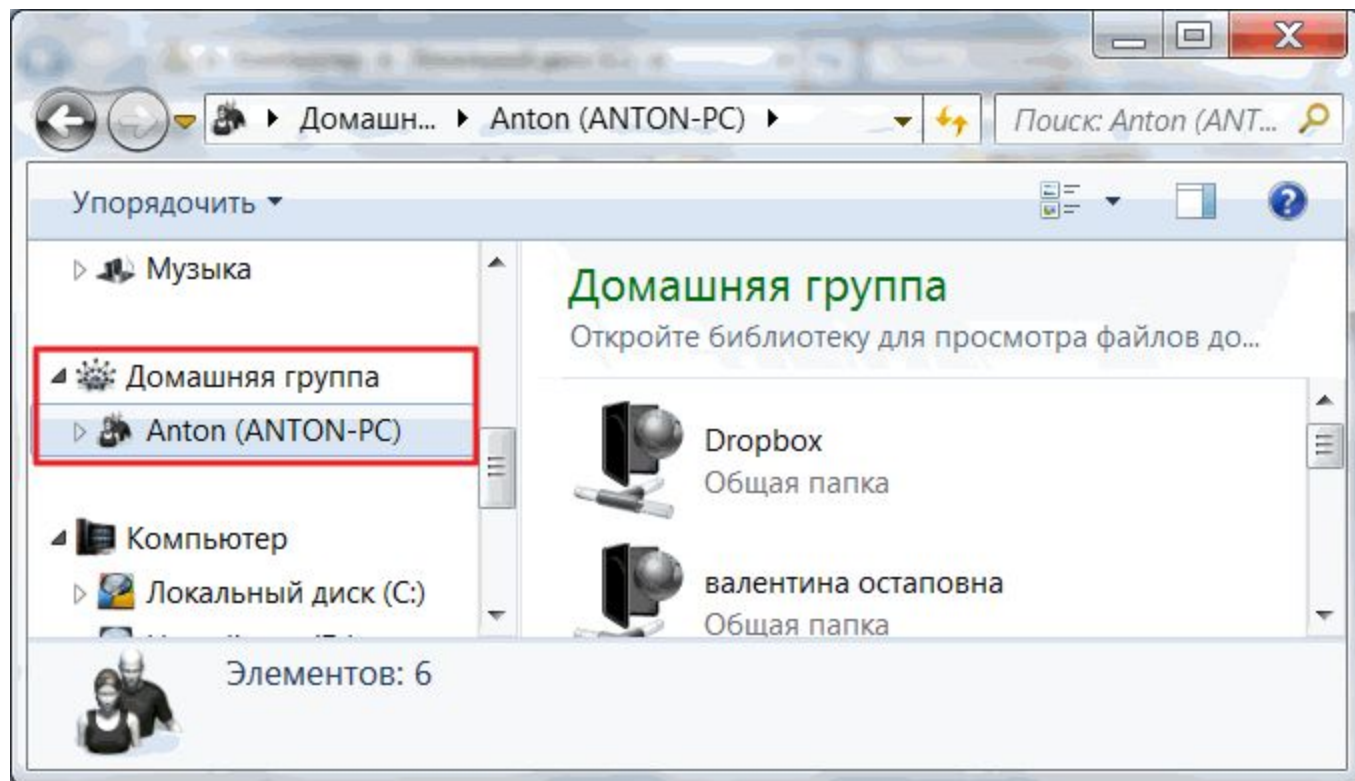 Домашн... Anton (ANTON-PC) Поиск: Anton (ANT...
Упорядочить
Музыка
Домашняя группа
Anton (ANTON-PC)
Компьютер
Локальный диск (C:)
Домашняя группа
Откройте библиотеку для просмотра файлов до...
Dropbox
Общая папка
валентина остаповна
Общая папка
Элементов: 6